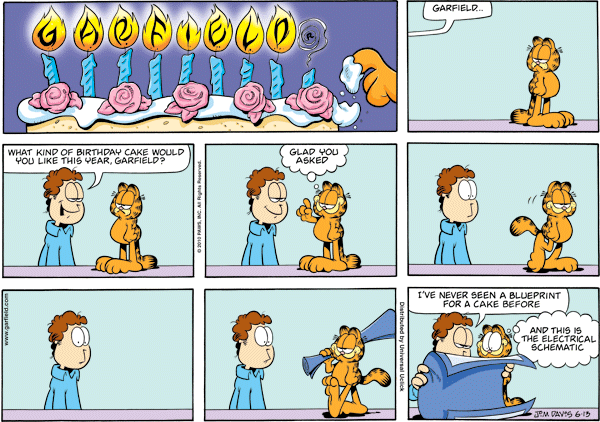 GARFIELD
R
GARFIELD...
WHAT KIND OF BIRTHDAY CAKE WOULD
YOU LIKE THIS YEAR, GARFIELD?
© 2010 PAWS, INC. All Rights Reserved.
GLAD YOU
ASKED
www.garfield.com
Distributed by Universal Uclick
I'VE NEVER SEEN A BLUEPRINT
FOR A CAKE BEFORE
AND THIS IS
THE ELECTRICAL
SCHEMATIC
JIM DAVIS 6-13